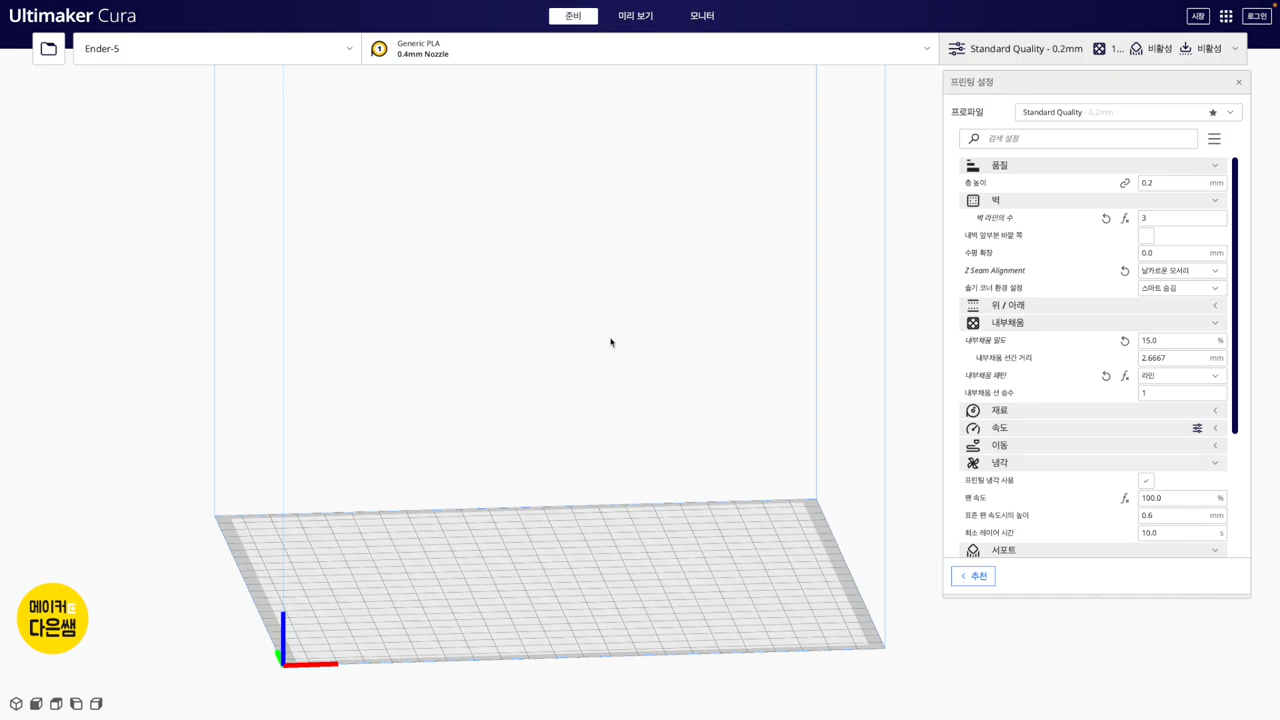 Ultimaker Cura
준비
미리 보기
모니터
시장
로그인
Ender-5
1
Generic PLA
0.4mm Nozzle
Standard Quality - 0.2mm
1...
비활성
비활성
프린팅 설정
프로파일
Standard Quality - 0.2mm
검색 설정
품질
층 높이
0.2
mm
벽
벽 라인의 수
3
내벽 앞부분 바깥 쪽
수평 확장
0.0
mm
Z Seam Alignment
날카로운 모서리
솔기 코너 환경 설정
스마트 숨김
위 / 아래
내부채움
내부채움 밀도
15.0
%
내부채움 선간 거리
2.6667
mm
내부채움 패턴
라인
내부채움 선 승수
1
재료
속도
이동
냉각
프린팅 냉각 사용
팬 속도
100.0
%
표준 팬 속도시의 높이
0.6
mm
최소 레이어 시간
10.0
s
서포트
추천
메이커
다은쌤